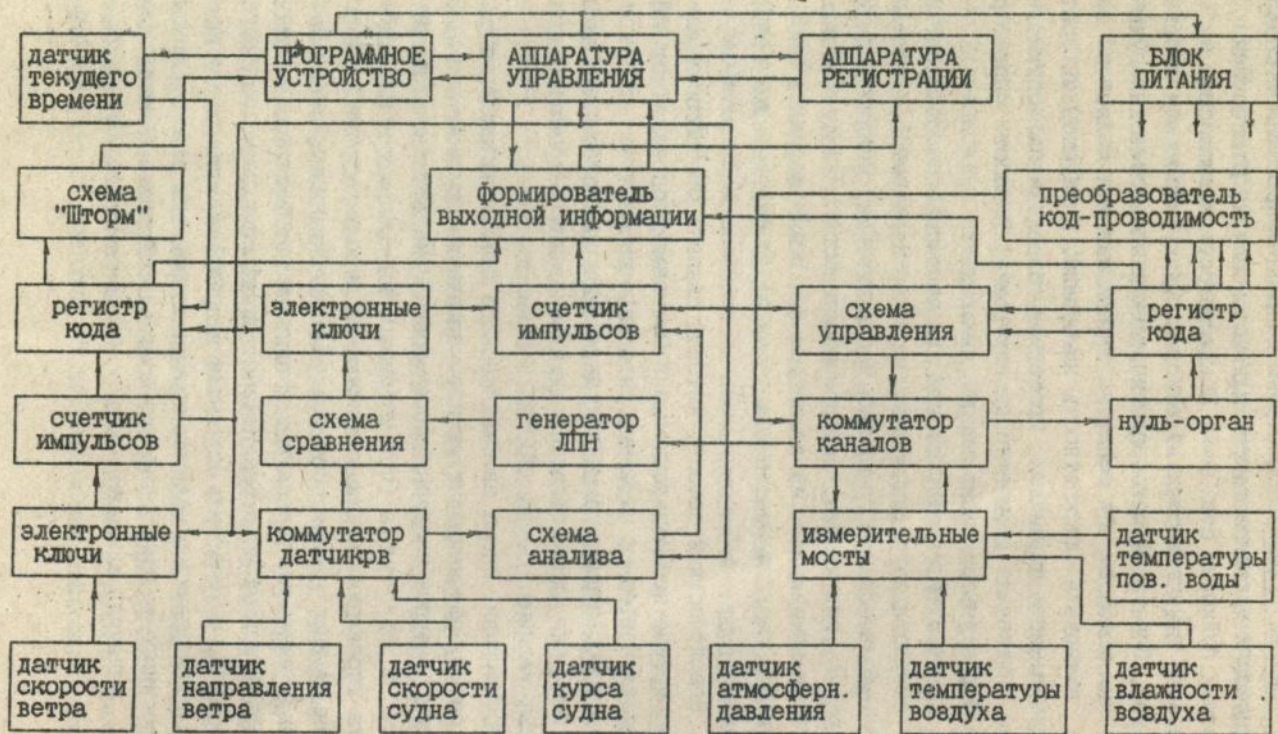 датчик
текущего
времени
ПРОГРАММНОЕ
УСТРОЙСТВО
АППАРАТУРА
УПРАВЛЕНИЯ
АППАРАТУРА
РЕГИСТРАЦИИ
БЛОК
ПИТАНИЯ
схема
"Шторм"
формирователь
выходной информации
преобразователь
код-проводимость
регистр
кода
электронные
ключи
счетчик
импульсов
схема
управления
регистр
кода
счетчик
импульсов
схема
сравнения
генератор
ЛПН
коммутатор
каналов
нуль-орган
электронные
ключи
коммутатор
датчикрв
схема
анализа
измерительные
мосты
датчик
температуры
пов. воды
датчик
скорости
ветра
датчик
направления
ветра
датчик
скорости
судна
датчик
курса
судна
датчик
атмосферн.
давления
датчик
температуры
воздуха
датчик
влажности
воздуха